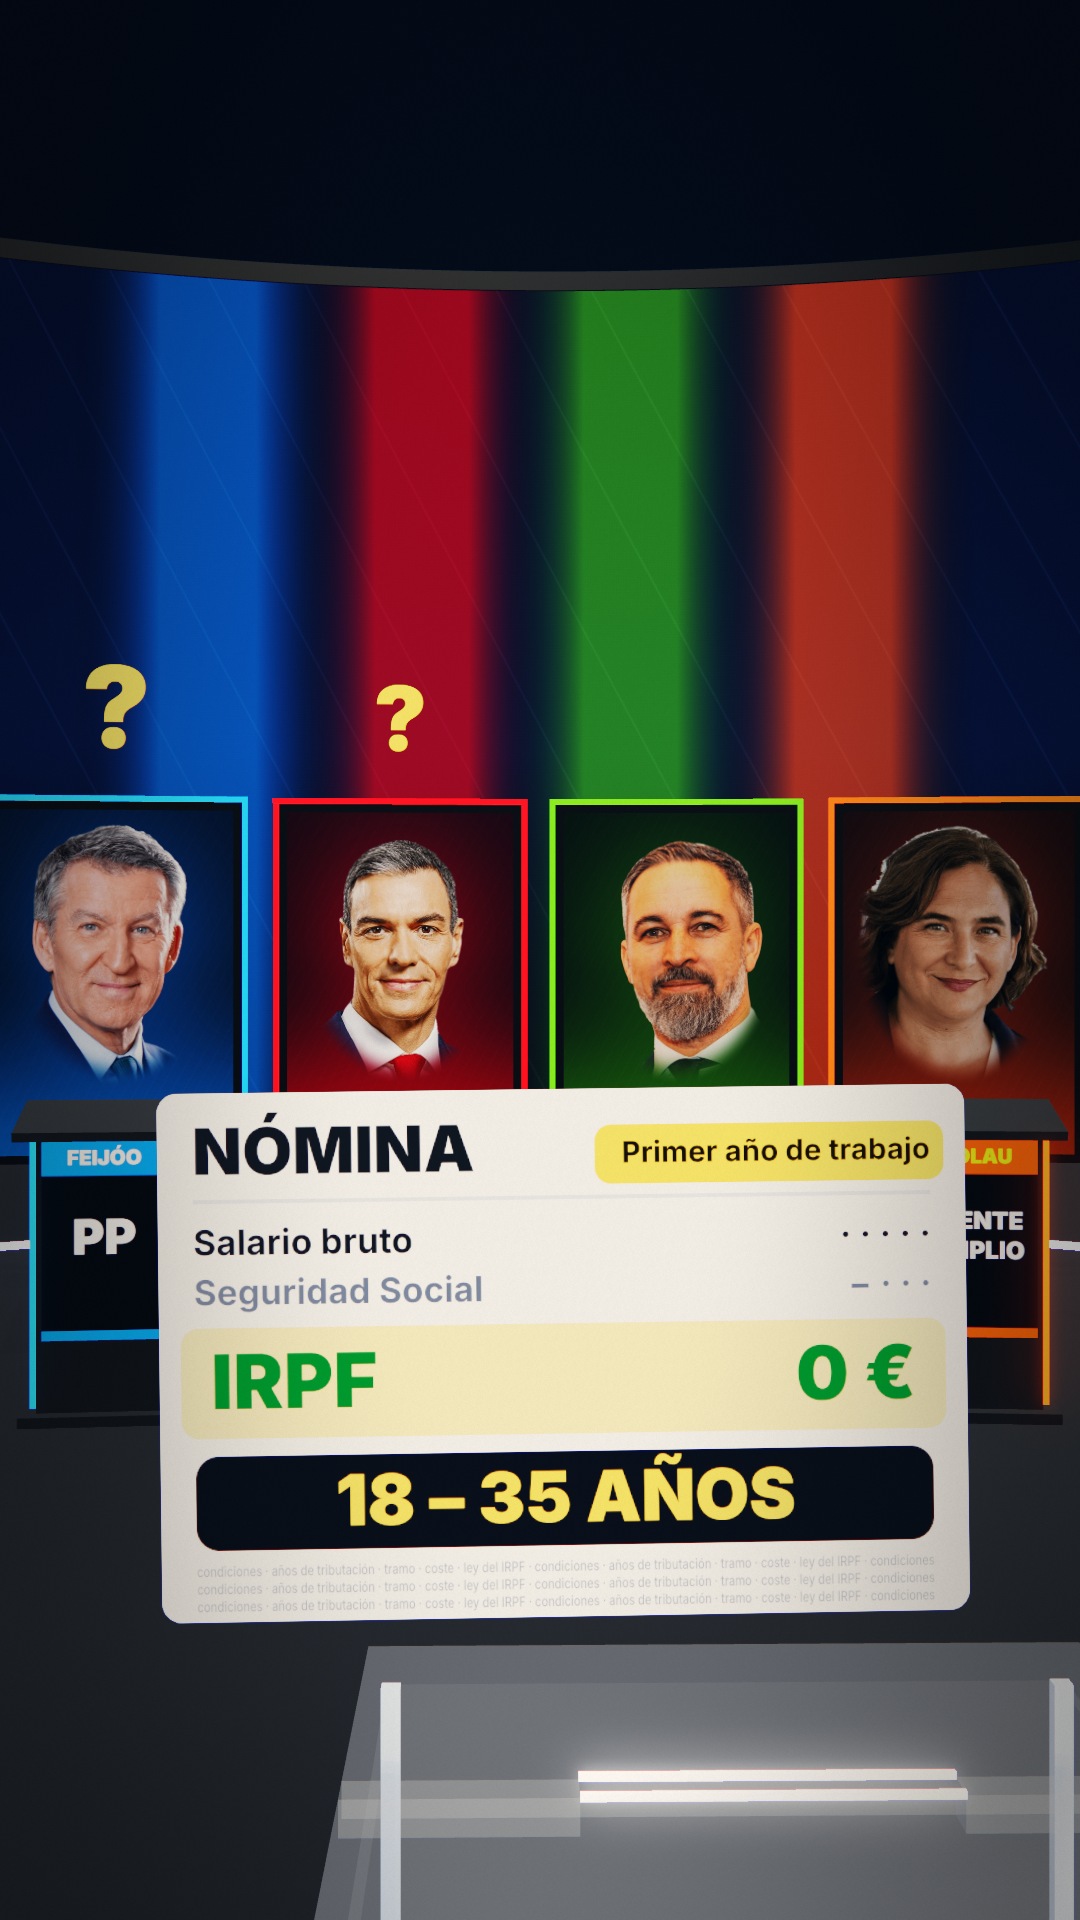 ?
?
FEIJÓO
PP
NÓMINA
Primer año de trabajo
Salario bruto
Seguridad Social
IRPF
0 €
18 – 35 AÑOS
condiciones · años de tributación · tramo · coste · ley del IRPF · condiciones · años de tributación · tramo · coste · ley del IRPF · condiciones
condiciones · años de tributación · tramo · coste · ley del IRPF · condiciones · años de tributación · tramo · coste · ley del IRPF · condiciones
condiciones · años de tributación · tramo · coste · ley del IRPF · condiciones · años de tributación · tramo · coste · ley del IRPF · condiciones